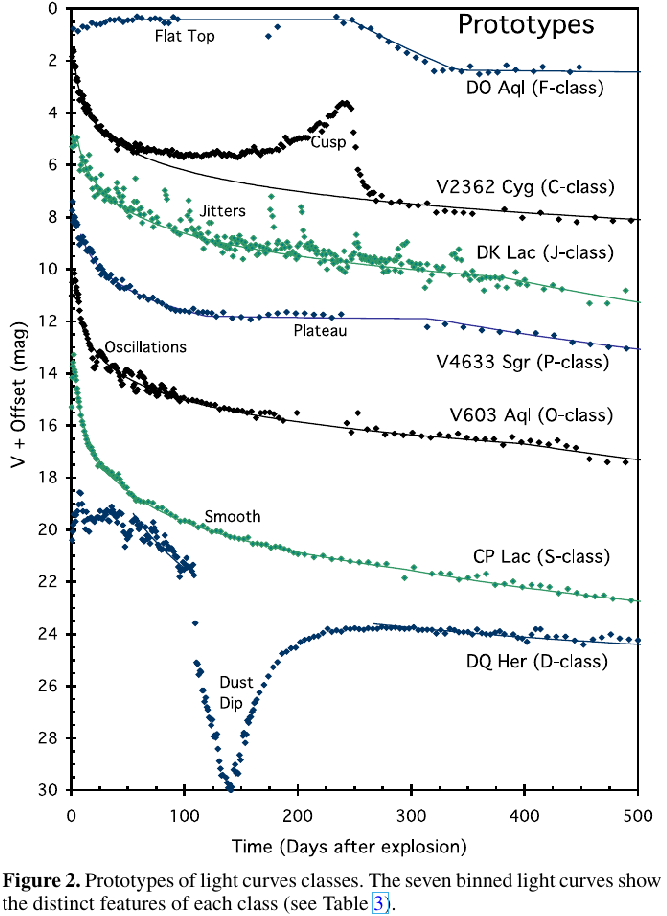 Prototypes
Flat Top
DO Aql (F-class)
Cusp
V2362 Cyg (C-class)
Jitters
DK Lac (J-class)
Plateau
V4633 Sgr (P-class)
Oscillations
V603 Aql (O-class)
Smooth
CP Lac (S-class)
DQ Her (D-class)
Dust
Dip
V + Offset (mag)
0
2
4
6
8
10
12
14
16
18
20
22
24
26
28
30
0 100 200 300 400 500
Time (Days after explosion)
Figure 2. Prototypes of light curves classes. The seven binned light curves show
the distinct features of each class (see Table 3).